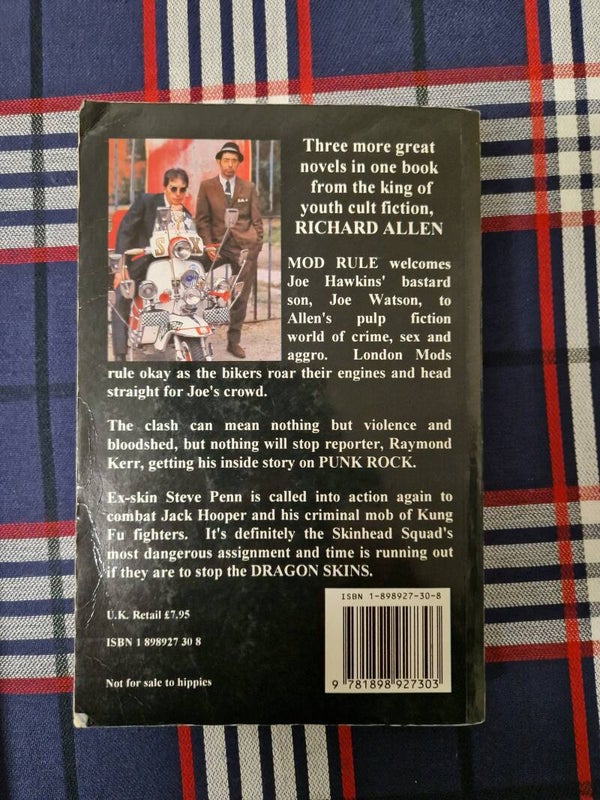 Three more great
novels in one book
from the king of
youth cult fiction,
RICHARD ALLEN
MOD RULE welcomes
Joe Hawkins' bastard
son, Joe Watson, to
Allen's pulp fiction
world of crime, sex and
aggro. London Mods
rule okay as the bikers roar their engines and head
straight for Joe's crowd.
The clash can mean nothing but violence and
bloodshed, but nothing will stop reporter, Raymond
Kerr, getting his inside story on PUNK ROCK.
Ex-skin Steve Penn is called into action again to
combat Jack Hooper and his criminal mob of Kung
Fu fighters. It's definitely the Skinhead Squad's
most dangerous assignment and time is running out
if they are to stop the DRAGON SKINS.
U.K. Retail £7.95
ISBN 1 898927 30 8
Not for sale to hippies
ISBN 1-898927-30-8
9 781898 927303